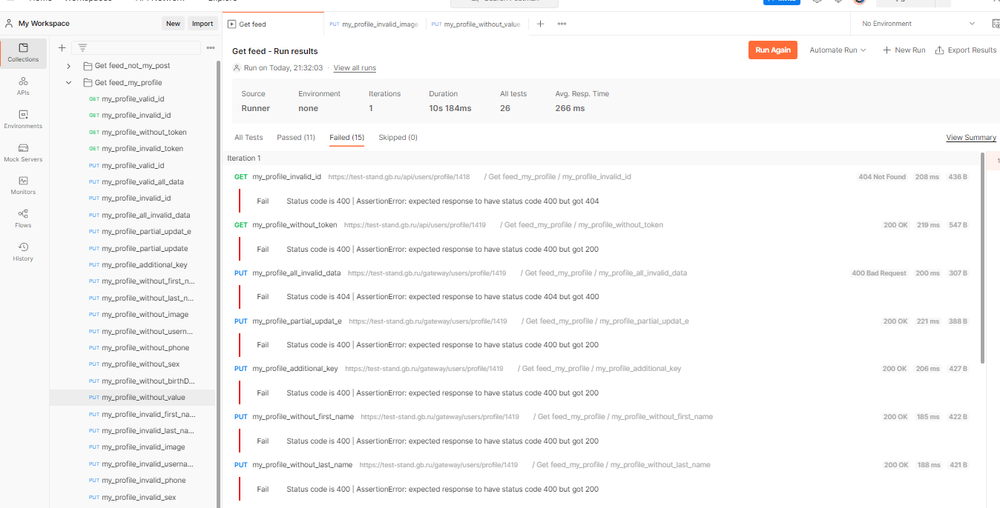 My Workspace
New
Import
Get feed
PUT my_profile_invalid_image
PUT my_profile_without_value
No Environment
Collections
APIs
Environments
Mock Servers
Monitors
Flows
History
Get feed_not_my_post
Get feed_my_profile
GET my_profile_valid_id
GET my_profile_invalid_id
GET my_profile_without_token
GET my_profile_invalid_token
PUT my_profile_valid_id
PUT my_profile_valid_all_data
PUT my_profile_invalid_id
PUT my_profile_all_invalid_data
PUT my_profile_partial_updat_e
PUT my_profile_partial_update
PUT my_profile_additional_key
PUT my_profile_without_first_n...
PUT my_profile_without_last_n...
PUT my_profile_without_image
PUT my_profile_without_usern...
PUT my_profile_without_phone
PUT my_profile_without_sex
PUT my_profile_without_birthD...
PUT my_profile_without_value
PUT my_profile_invalid_first_na...
PUT my_profile_invalid_last_na...
PUT my_profile_invalid_image
PUT my_profile_invalid_userna...
PUT my_profile_invalid_phone
PUT my_profile_invalid_sex
Get feed - Run results
Run Again
Automate Run
New Run
Export Results
Run on Today, 21:32:03 · View all runs
Source Environment Iterations Duration All tests Avg. Resp. Time
Runner none 1 10s 184ms 26 266 ms
All Tests Passed (11) Failed (15) Skipped (0) View Summary
Iteration 1
1
GET my_profile_invalid_id https://test-stand.gb.ru/api/users/profile/1418 / Get feed_my_profile / my_profile_invalid_id 404 Not Found 208 ms 436 B
Fail Status code is 400 | AssertionError: expected response to have status code 400 but got 404
GET my_profile_without_token https://test-stand.gb.ru/api/users/profile/1419 / Get feed_my_profile / my_profile_without_token 200 OK 219 ms 547 B
Fail Status code is 400 | AssertionError: expected response to have status code 400 but got 200
PUT my_profile_all_invalid_data https://test-stand.gb.ru/gateway/users/profile/1419 / Get feed_my_profile / my_profile_all_invalid_data 400 Bad Request 200 ms 307 B
Fail Status code is 404 | AssertionError: expected response to have status code 404 but got 400
PUT my_profile_partial_updat_e https://test-stand.gb.ru/gateway/users/profile/1419 / Get feed_my_profile / my_profile_partial_updat_e 200 OK 221 ms 388 B
Fail Status code is 400 | AssertionError: expected response to have status code 400 but got 200
PUT my_profile_additional_key https://test-stand.gb.ru/gateway/users/profile/1419 / Get feed_my_profile / my_profile_additional_key 200 OK 206 ms 427 B
Fail Status code is 400 | AssertionError: expected response to have status code 400 but got 200
PUT my_profile_without_first_name https://test-stand.gb.ru/gateway/users/profile/1419 / Get feed_my_profile / my_profile_without_first_name 200 OK 185 ms 422 B
Fail Status code is 400 | AssertionError: expected response to have status code 400 but got 200
PUT my_profile_without_last_name https://test-stand.gb.ru/gateway/users/profile/1419 / Get feed_my_profile / my_profile_without_last_name 200 OK 188 ms 421 B
Fail Status code is 400 | AssertionError: expected response to have status code 400 but got 200